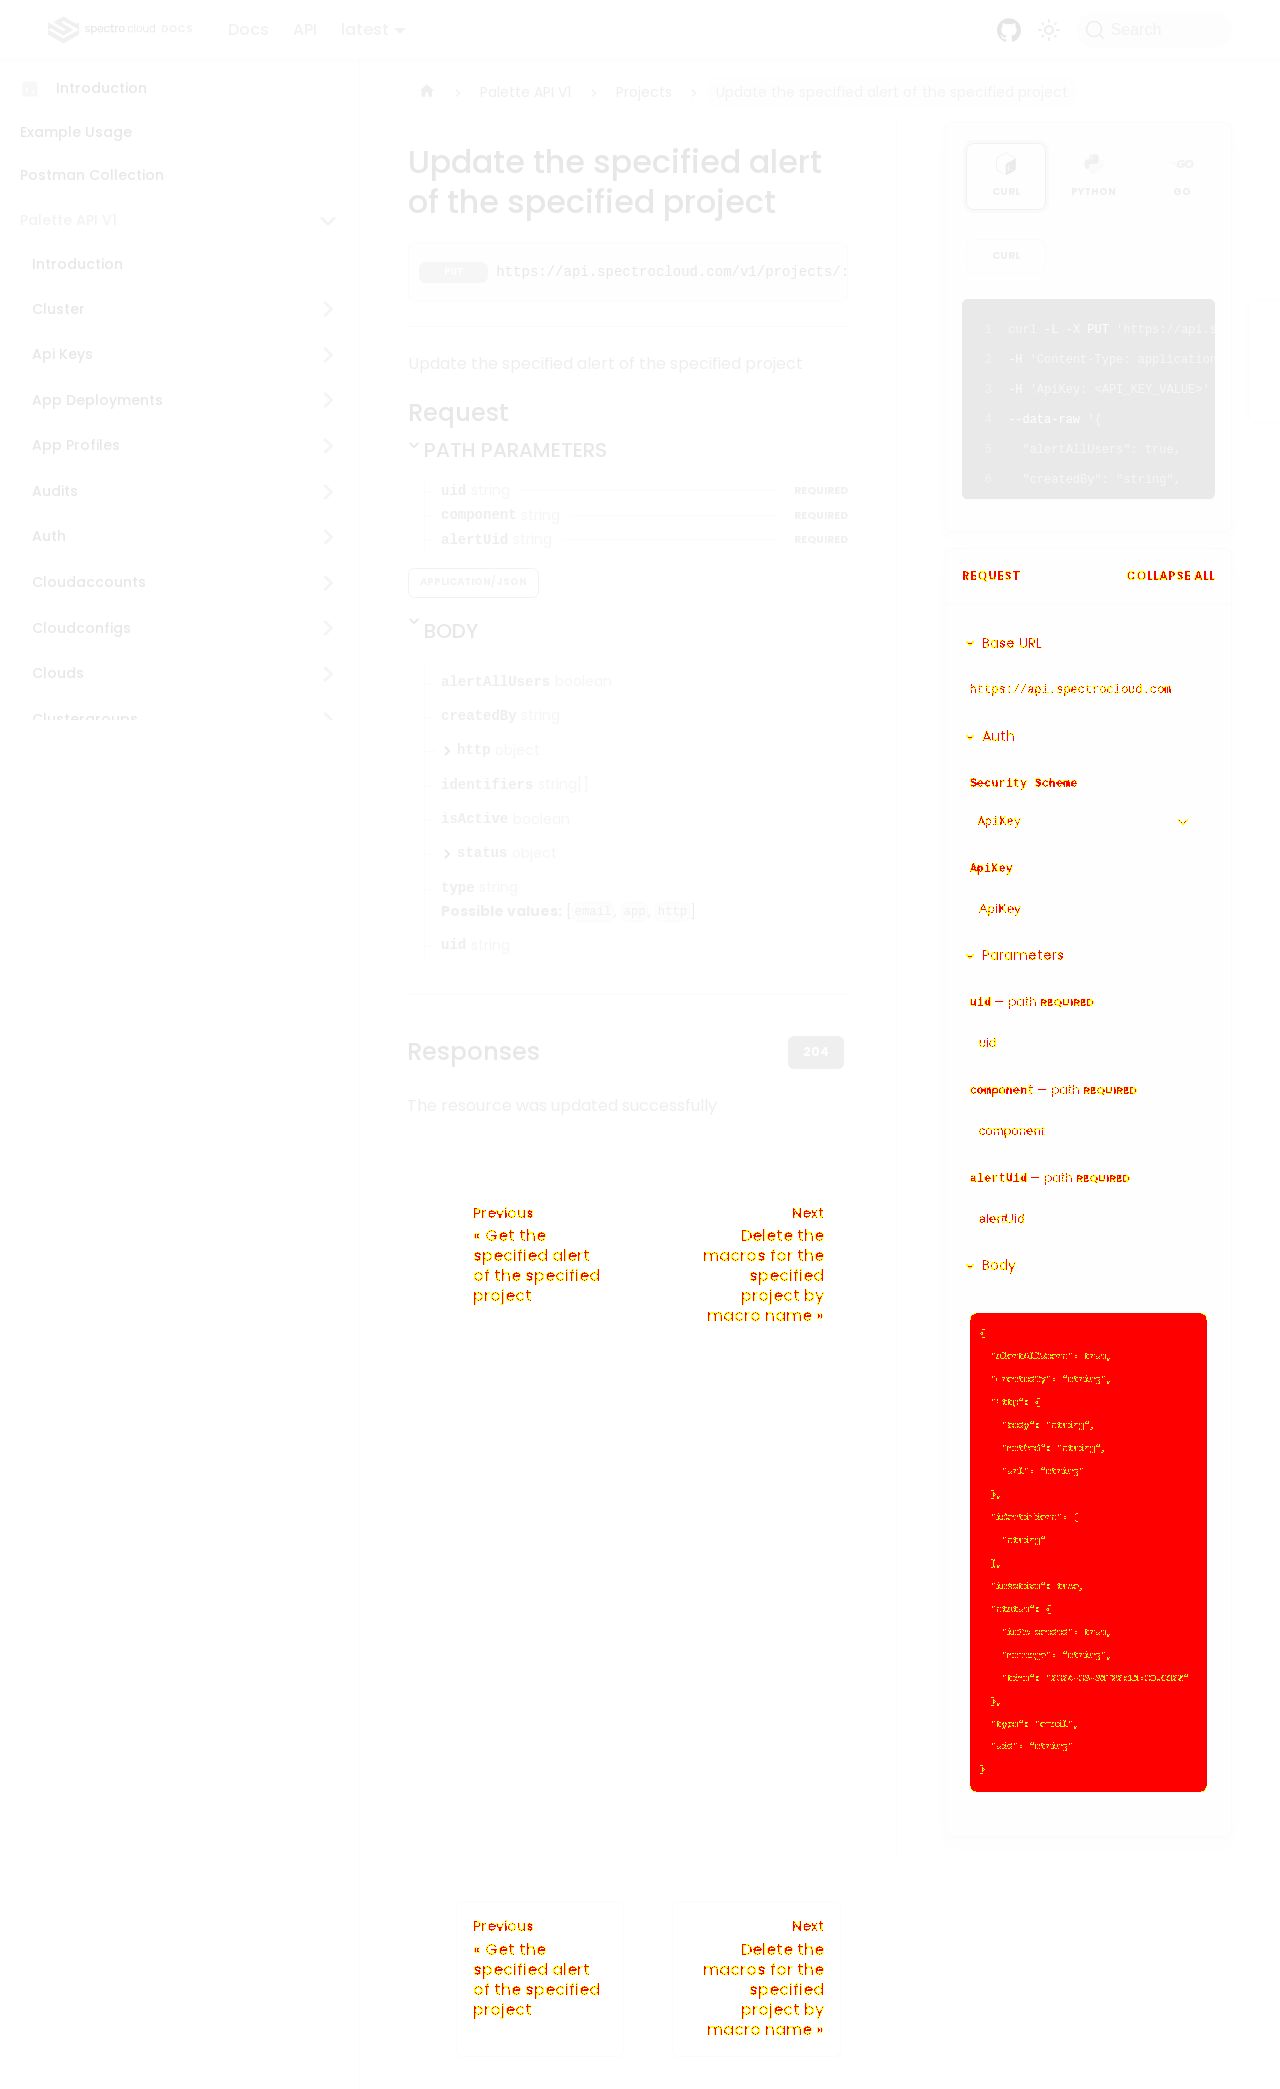 spectro cloud DOCS
Docs
API
latest
Search
Introduction
Example Usage
Postman Collection
Palette API V1
Introduction
Cluster
Api Keys
App Deployments
App Profiles
Audits
Auth
Cloudaccounts
Cloudconfigs
Clouds
Clustergroups
Palette API V1
Projects
Update the specified alert of the specified project
Update the specified alert
of the specified project
PUT https://api.spectrocloud.com/v1/projects/:
Update the specified alert of the specified project
Request
PATH PARAMETERS
uid string REQUIRED
component string REQUIRED
alertUid string REQUIRED
APPLICATION/JSON
BODY
alertAllUsers boolean
createdBy string
http object
identifiers string[]
isActive boolean
status object
type string
Possible values: [email, app, http]
uid string
Responses
204
The resource was updated successfully
Previous
« Get the
specified alert
of the specified
project
Next
Delete the
macros for the
specified
project by
macro name »
Previous
« Get the
specified alert
of the specified
project
Next
Delete the
macros for the
specified
project by
macro name »
CURL
PYTHON
GO
GO
CURL
1 curl -L -X PUT 'https://api.s
2 -H 'Content-Type: application
3 -H 'ApiKey: <API_KEY_VALUE>'
4 --data-raw '{
5 "alertAllUsers": true,
6 "createdBy": "string",
REQUEST
COLLAPSE ALL
Base URL
https://api.spectrocloud.com
Auth
Security Scheme
ApiKey
ApiKey
ApiKey
Parameters
uid — path REQUIRED
uid
component — path REQUIRED
component
alertUid — path REQUIRED
alertUid
Body
{
"alertAllUsers": true,
"createdBy": "string",
"http": {
"body": "string",
"method": "string",
"url": "string"
},
"identifiers": [
"string"
],
"isActive": true,
"status": {
"isSucceeded": true,
"message": "string",
"time":
},
"type": "email",
"uid": "string"
}